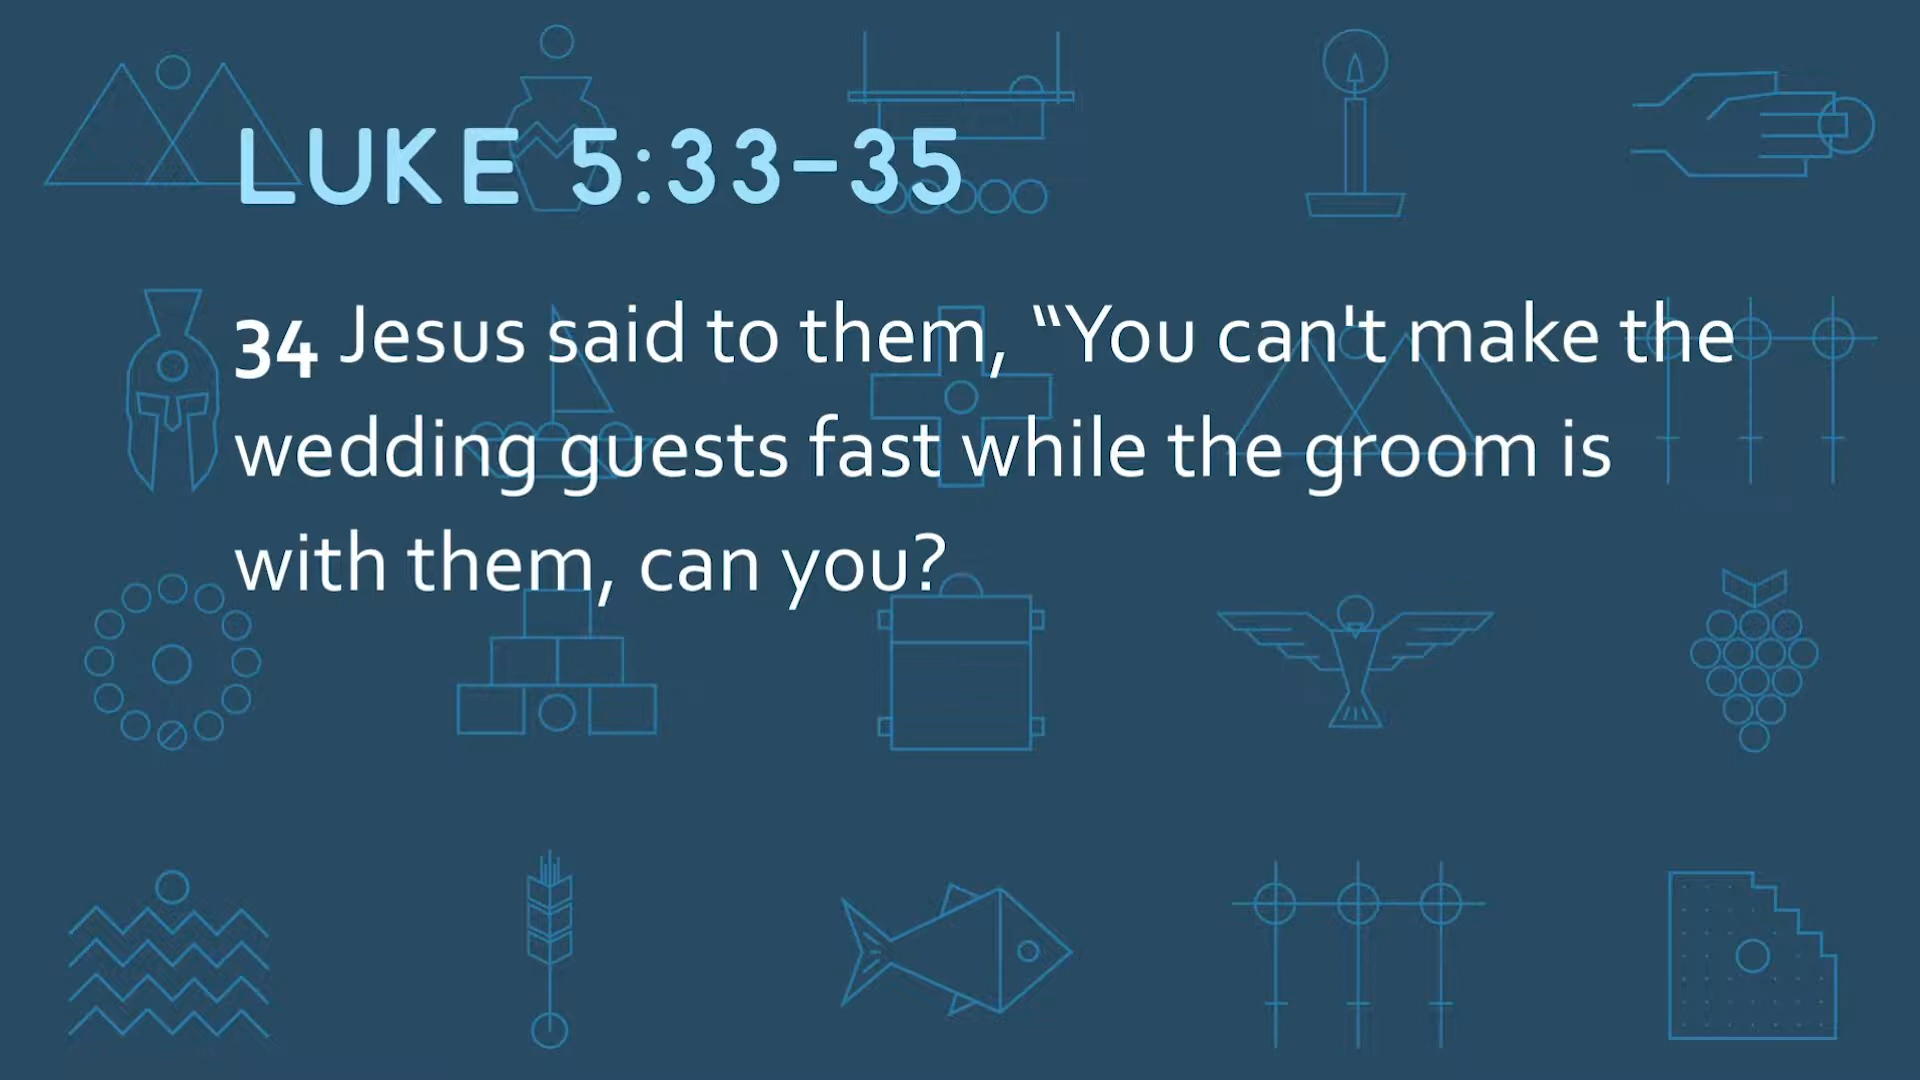 LUKE 5:33-35
34 Jesus said to them, “You can't make the
wedding guests fast while the groom is
with them, can you?